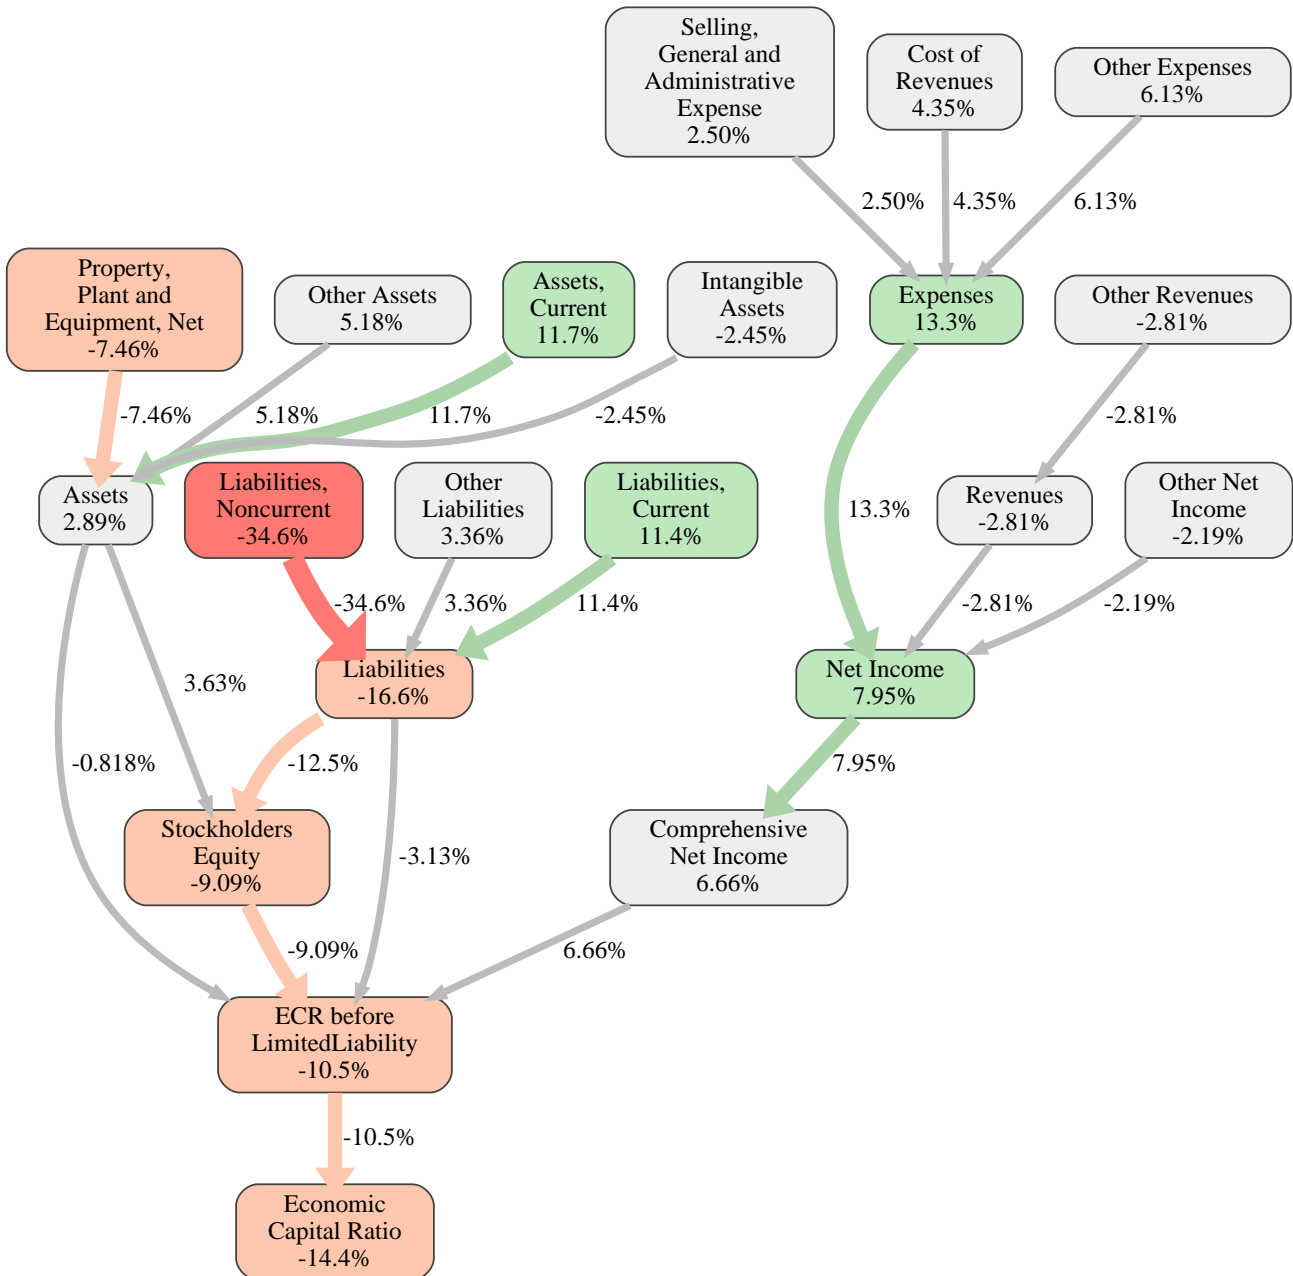 Selling,
General and
Administrative
Expense
2.50%
Cost of
Revenues
4.35%
Other Expenses
6.13%
2.50%
4.35%
6.13%
Property,
Plant and
Equipment, Net
-7.46%
Other Assets
5.18%
Assets,
Current
11.7%
Intangible
Assets
-2.45%
Expenses
13.3%
Other Revenues
-2.81%
-7.46%
5.18%
11.7%
-2.45%
-2.81%
Assets
2.89%
Liabilities,
Noncurrent
-34.6%
Other
Liabilities
3.36%
Liabilities,
Current
11.4%
13.3%
Revenues
-2.81%
Other Net
Income
-2.19%
-34.6%
3.36%
11.4%
-2.81%
-2.19%
3.63%
Liabilities
-16.6%
Net Income
7.95%
-0.818%
-12.5%
7.95%
Stockholders
Equity
-9.09%
-3.13%
Comprehensive
Net Income
6.66%
-9.09%
6.66%
ECR before
LimitedLiability
-10.5%
-10.5%
Economic
Capital Ratio
-14.4%